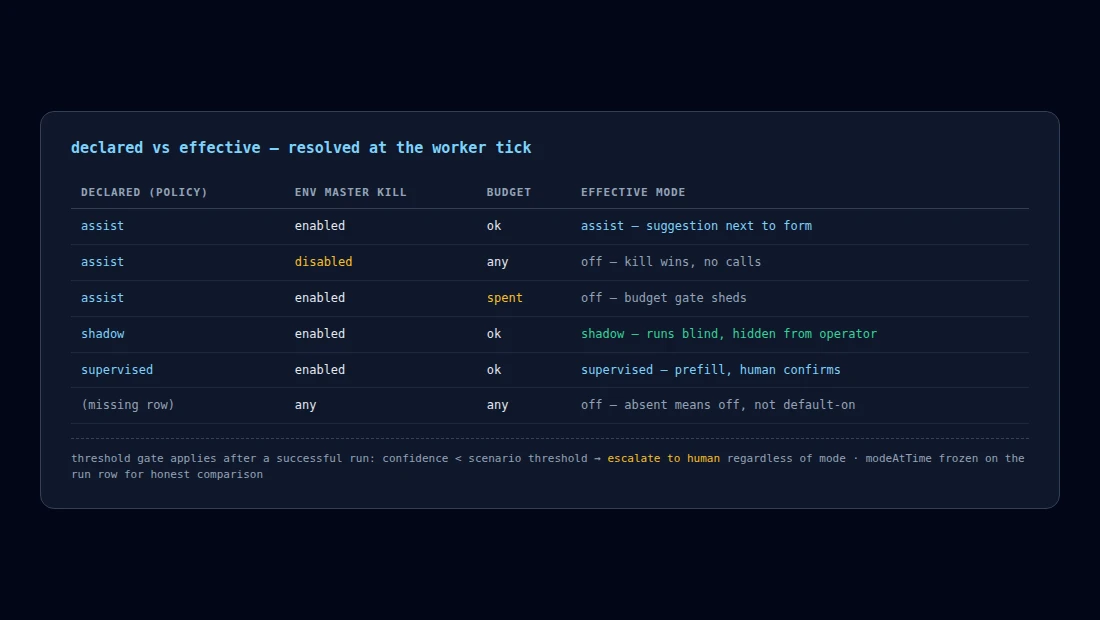 declared vs effective — resolved at the worker tick
DECLARED (POLICY) ENV MASTER KILL BUDGET EFFECTIVE MODE
assist enabled ok assist — suggestion next to form
assist disabled any off — kill wins, no calls
assist enabled spent off — budget gate sheds
shadow enabled ok shadow — runs blind, hidden from operator
supervised enabled ok supervised — prefill, human confirms
(missing row) any any off — absent means off, not default-on
threshold gate applies after a successful run: confidence < scenario threshold → escalate to human regardless of mode · modeAtTime frozen on the
run row for honest comparison